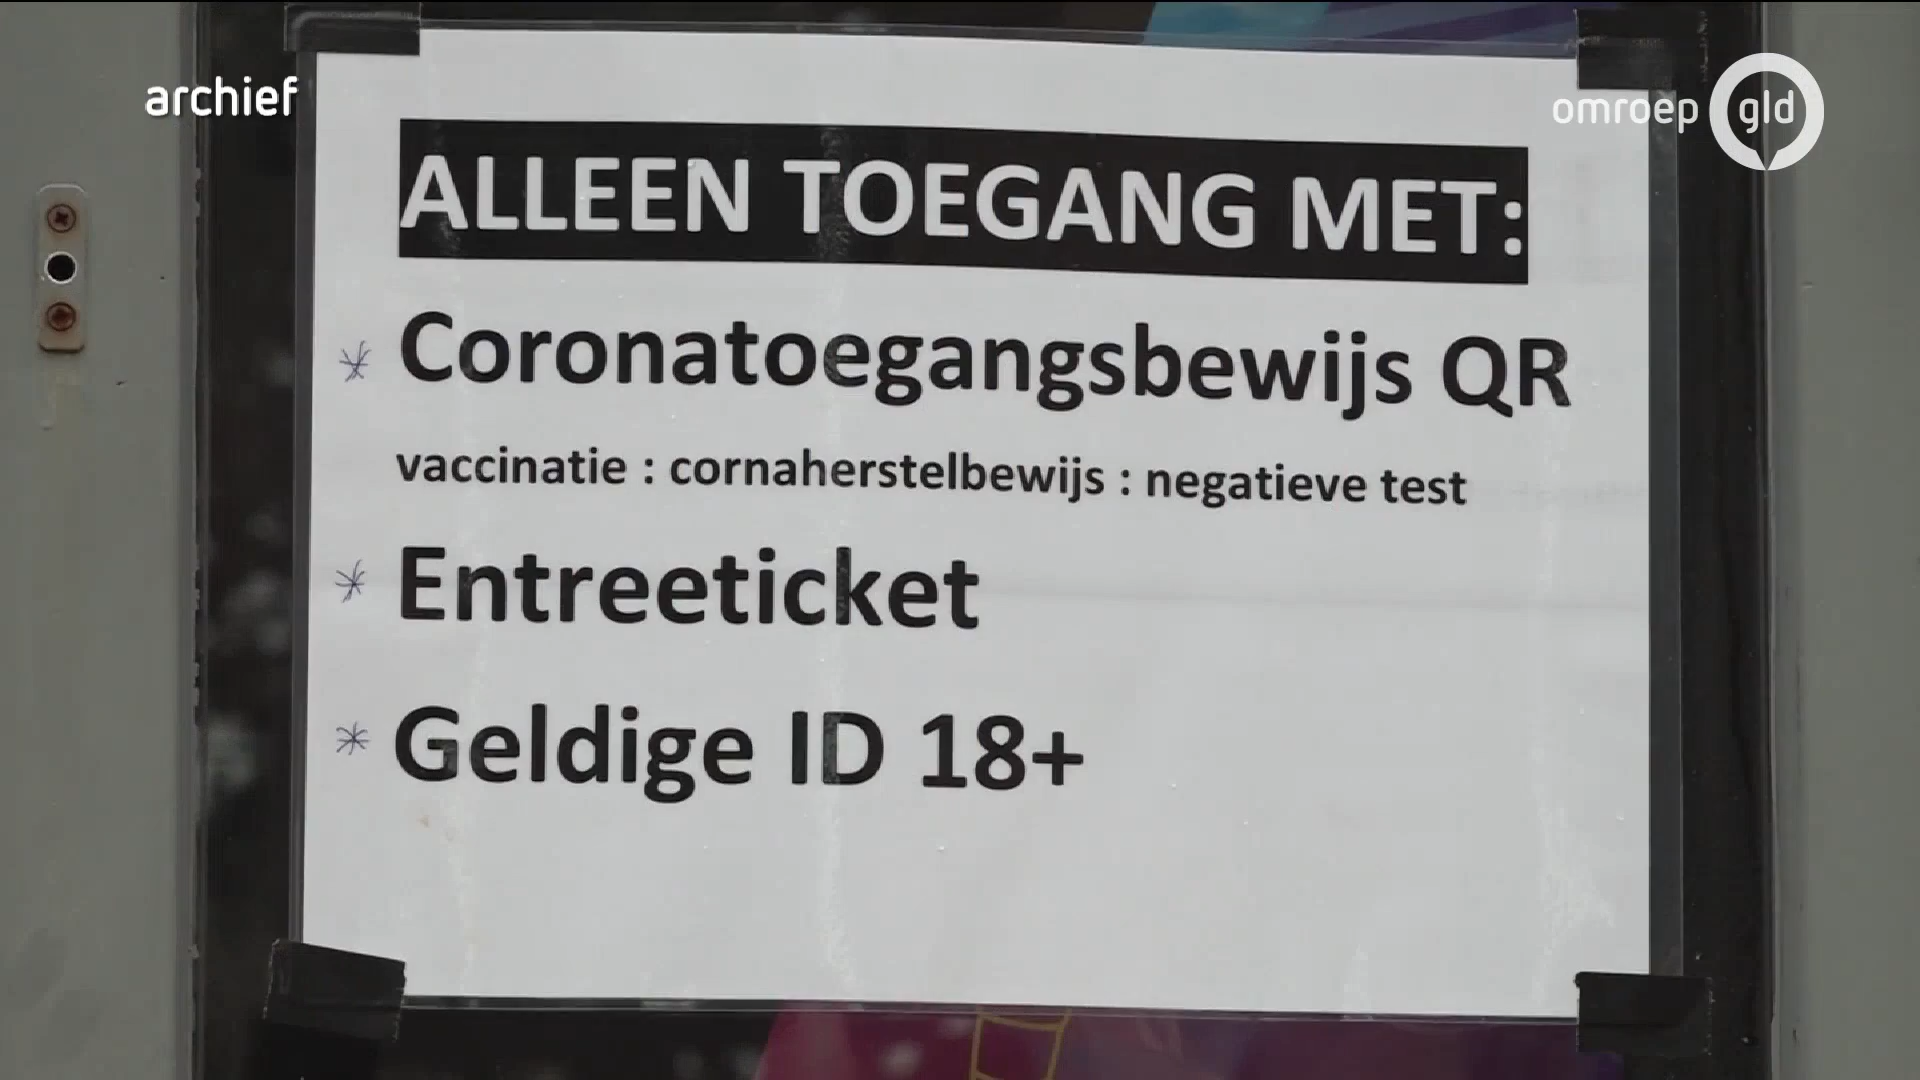 archief
omroep gld
ALLEEN TOEGANG MET:
* Coronatoegangsbewijs QR
vaccinatie : cornaherstelbewijs : negatieve test
* Entreeticket
* Geldige ID 18+